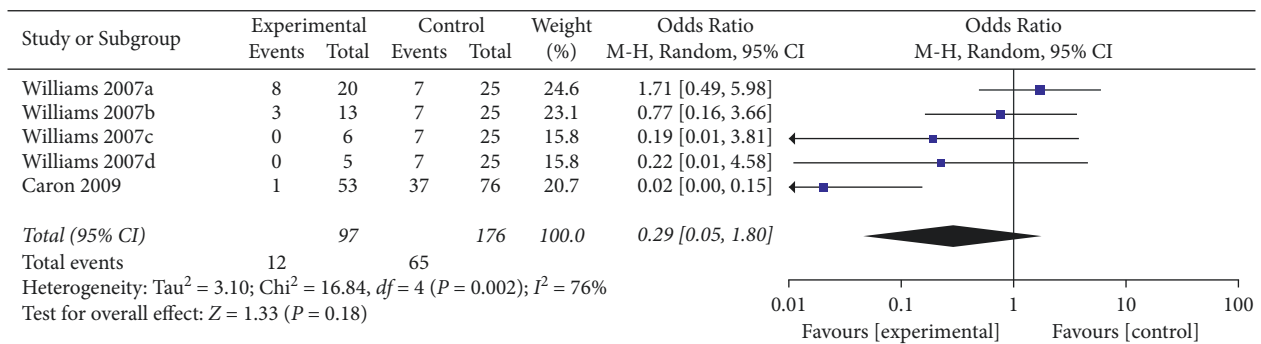 Study or Subgroup Experimental Control Weight Odds Ratio Odds Ratio
Events Total Events Total (%) M-H, Random, 95% CI M-H, Random, 95% CI
Williams 2007a 8 20 7 25 24.6 1.71 [0.49, 5.98]
Williams 2007b 3 13 7 25 23.1 0.77 [0.16, 3.66]
Williams 2007c 0 6 7 25 15.8 0.19 [0.01, 3.81]
Williams 2007d 0 5 7 25 15.8 0.22 [0.01, 4.58]
Caron 2009 1 53 37 76 20.7 0.02 [0.00, 0.15]
Total (95% CI) 97 176 100.0 0.29 [0.05, 1.80]
Total events 12 65
Heterogeneity: Tau² = 3.10; Chi² = 16.84, df = 4 (P = 0.002); I² = 76%
Test for overall effect: Z = 1.33 (P = 0.18)
0.01 0.1 1 10 100
Favours [experimental] Favours [control]